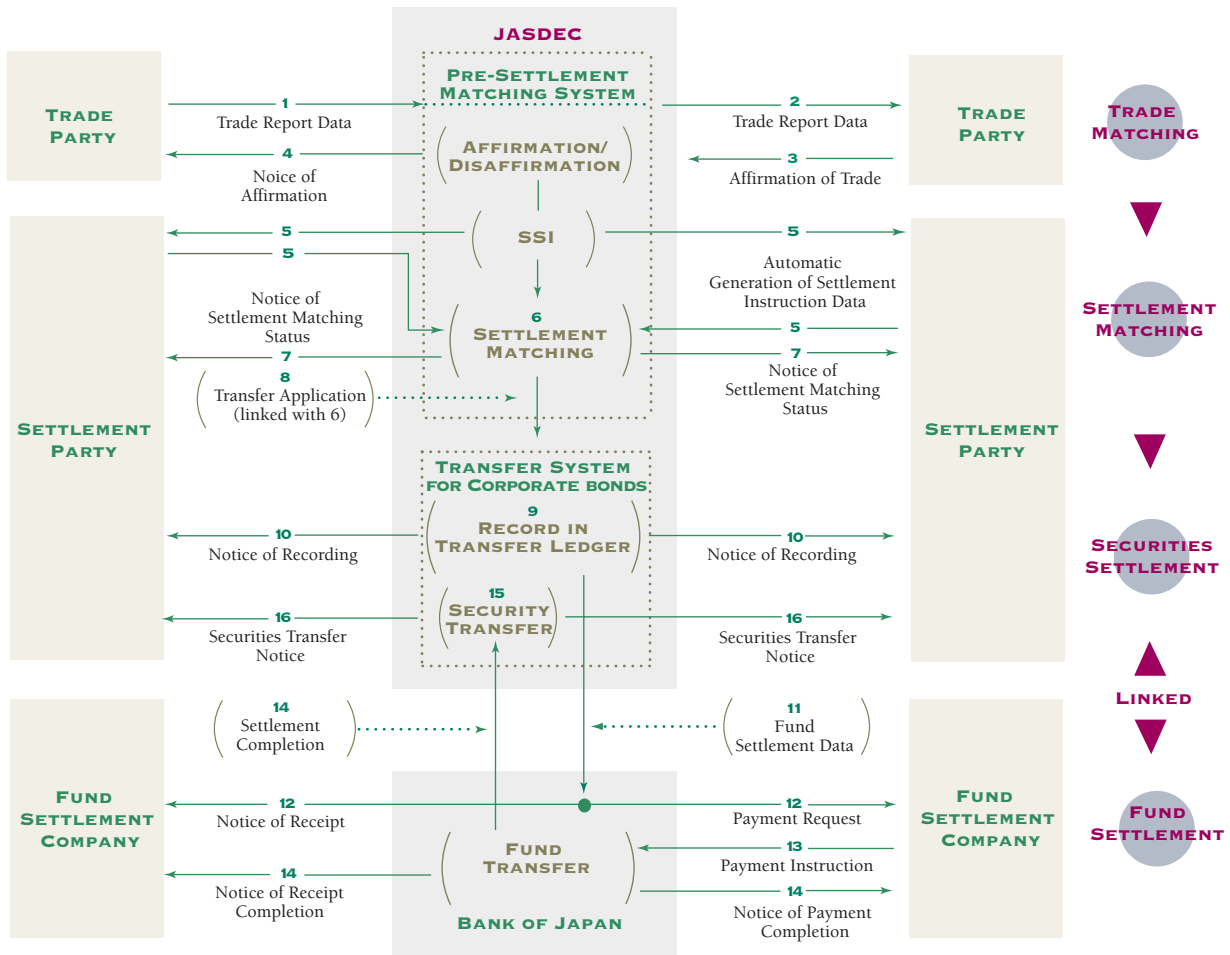 JASDEC
PRE-SETTLEMENT
MATCHING SYSTEM
TRADE
PARTY
1
Trade Report Data
2
Trade Report Data
TRADE
PARTY
TRADE
MATCHING
4
Noice of
Affirmation
AFFIRMATION/
DISAFFIRMATION
3
Affirmation of Trade
5
SSI
5
5
Automatic
Generation of Settlement
Instruction Data
Notice of
Settlement Matching
Status
7
6
SETTLEMENT
MATCHING
5
7
Notice of
Settlement Matching
Status
SETTLEMENT
MATCHING
8
Transfer Application
(linked with 6)
SETTLEMENT
PARTY
SETTLEMENT
PARTY
TRANSFER SYSTEM
FOR CORPORATE BONDS
9
RECORD IN
TRANSFER LEDGER
10
Notice of Recording
10
Notice of Recording
SECURITIES
SETTLEMENT
15
SECURITY
TRANSFER
16
Securities Transfer
Notice
16
Securities Transfer
Notice
LINKED
14
Settlement
Completion
11
Fund
Settlement Data
FUND
SETTLEMENT
COMPANY
12
Notice of Receipt
12
Payment Request
FUND
SETTLEMENT
COMPANY
FUND
SETTLEMENT
FUND
TRANSFER
13
Payment Instruction
14
Notice of Receipt
Completion
14
Notice of Payment
Completion
BANK OF JAPAN